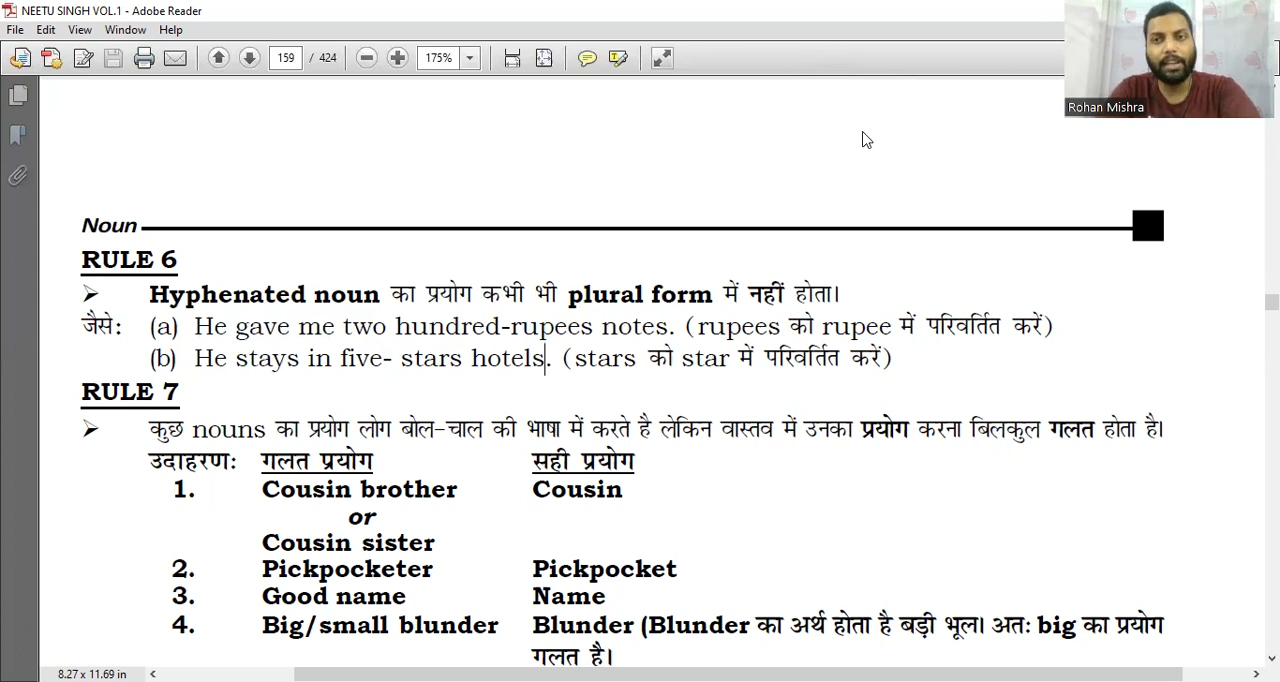 NEETU SINGH VOL.1 - Adobe Reader
File Edit View Window Help
159 / 424 175%
Rohan Mishra
Noun
RULE 6
➢ Hyphenated noun का प्रयोग कभी भी plural form में नहीं होता।
जैसे: (a) He gave me two hundred-rupees notes. (rupees को rupee में परिवर्तित करें)
(b) He stays in five- stars hotels. (stars को star में परिवर्तित करें)
RULE 7
➢ कुछ nouns का प्रयोग लोग बोल-चाल की भाषा में करते है लेकिन वास्तव में उनका प्रयोग करना बिलकुल गलत होता है।
उदाहरण: गलत प्रयोग सही प्रयोग
1. Cousin brother Cousin
or
Cousin sister
2. Pickpocketer Pickpocket
3. Good name Name
4. Big/small blunder Blunder (Blunder का अर्थ होता है बड़ी भूल। अतः big का प्रयोग
गलत है।
8.27 x 11.69 in